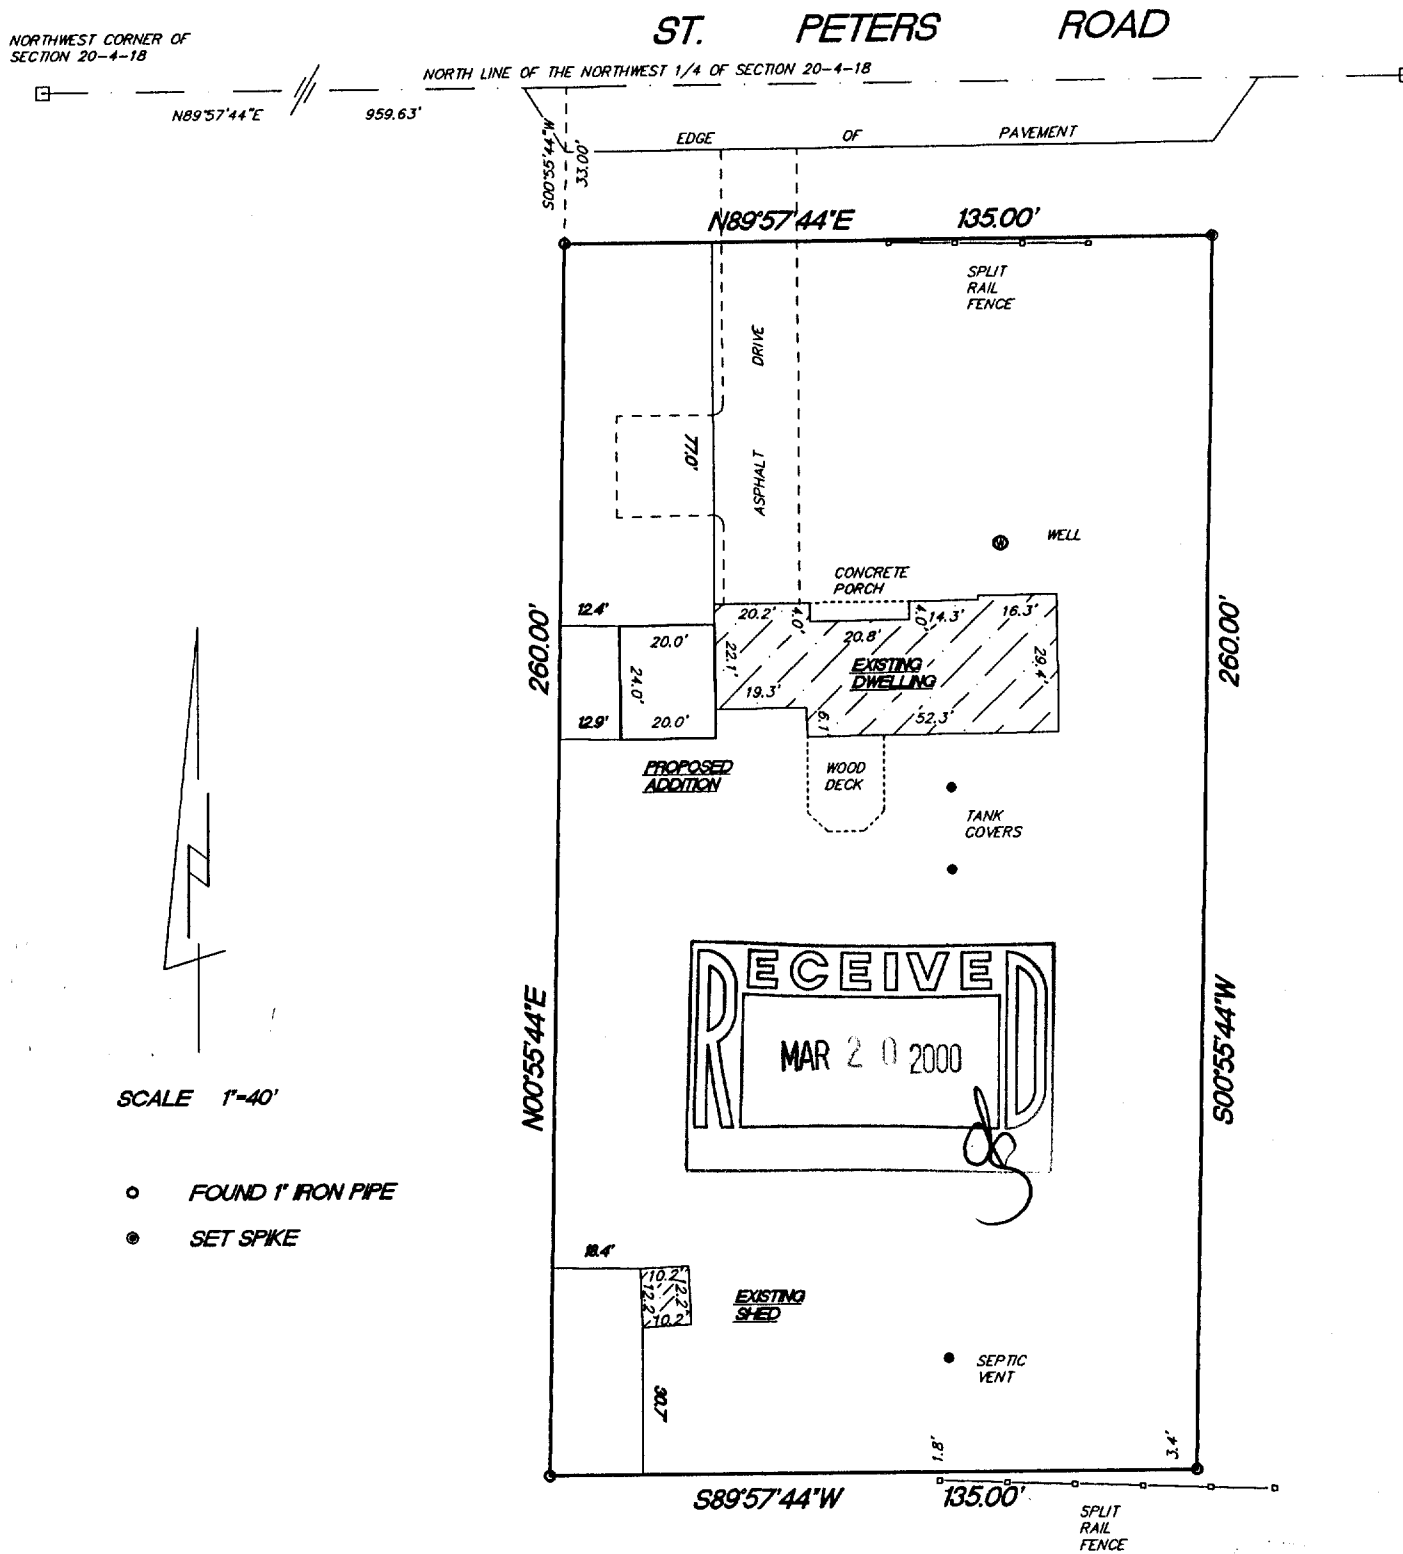 ST. PETERS ROAD
NORTHWEST CORNER OF
SECTION 20-4-18
NORTH LINE OF THE NORTHWEST 1/4 OF SECTION 20-4-18
N89°57'44"E 959.63'
S00°55'44"W
33.00'
EDGE OF PAVEMENT
N89°57'44"E 135.00'
SPLIT
RAIL
FENCE
ASPHALT DRIVE
77.0'
WELL
CONCRETE
PORCH
12.4'
20.0'
24.0'
12.9'
20.0'
PROPOSED
ADDITION
20.2'
4.0'
20.8'
4.0'
14.3'
16.3'
22.1'
29.4'
EXISTING
DWELLING
19.3'
6.1'
52.3'
WOOD
DECK
TANK
COVERS
260.00'
260.00'
N00°55'44"E
S00°55'44"W
RECEIVED
MAR 20 2000
SCALE 1"=40'
FOUND 1" IRON PIPE
SET SPIKE
18.4'
10.2'
12.2'
12.2'
10.2'
EXISTING
SHED
30.7'
SEPTIC
VENT
1.8'
3.4'
S89°57'44"W 135.00'
SPLIT
RAIL
FENCE